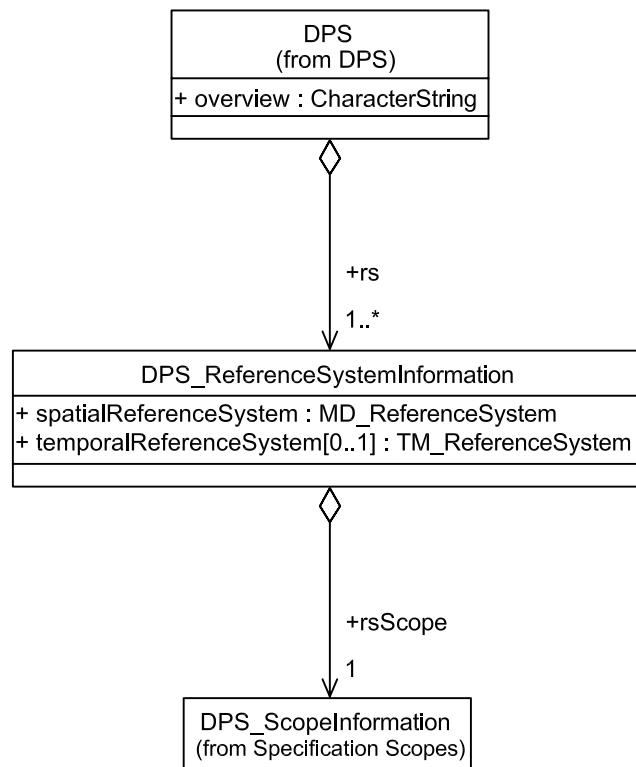 DPS
(from DPS)
+ overview : CharacterString
+rs
1..*
DPS_ReferenceSystemInformation
+ spatialReferenceSystem : MD_ReferenceSystem
+ temporalReferenceSystem[0..1] : TM_ReferenceSystem
+rsScope
1
DPS_ScopeInformation
(from Specification Scopes)